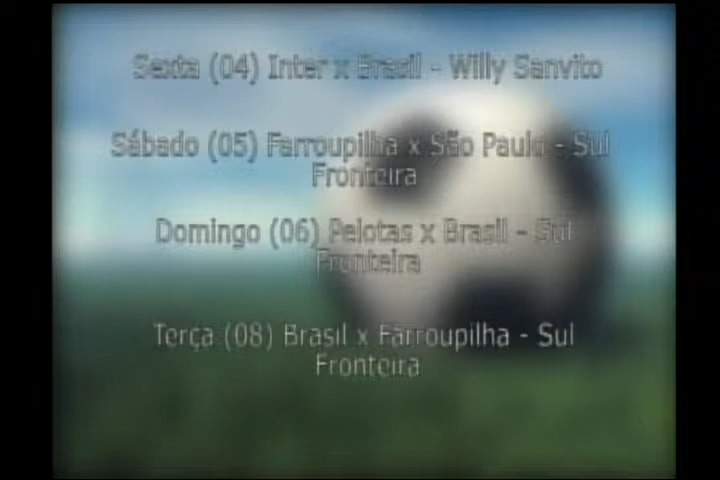 Sexta (04) Inter x Brasil - Willy Sanvito
Sábado (05) Farroupilha x São Paulo - Sul
Fronteira
Domingo (06) Pelotas x Brasil - Sul
Fronteira
Terça (08) Brasil x Farroupilha - Sul
Fronteira